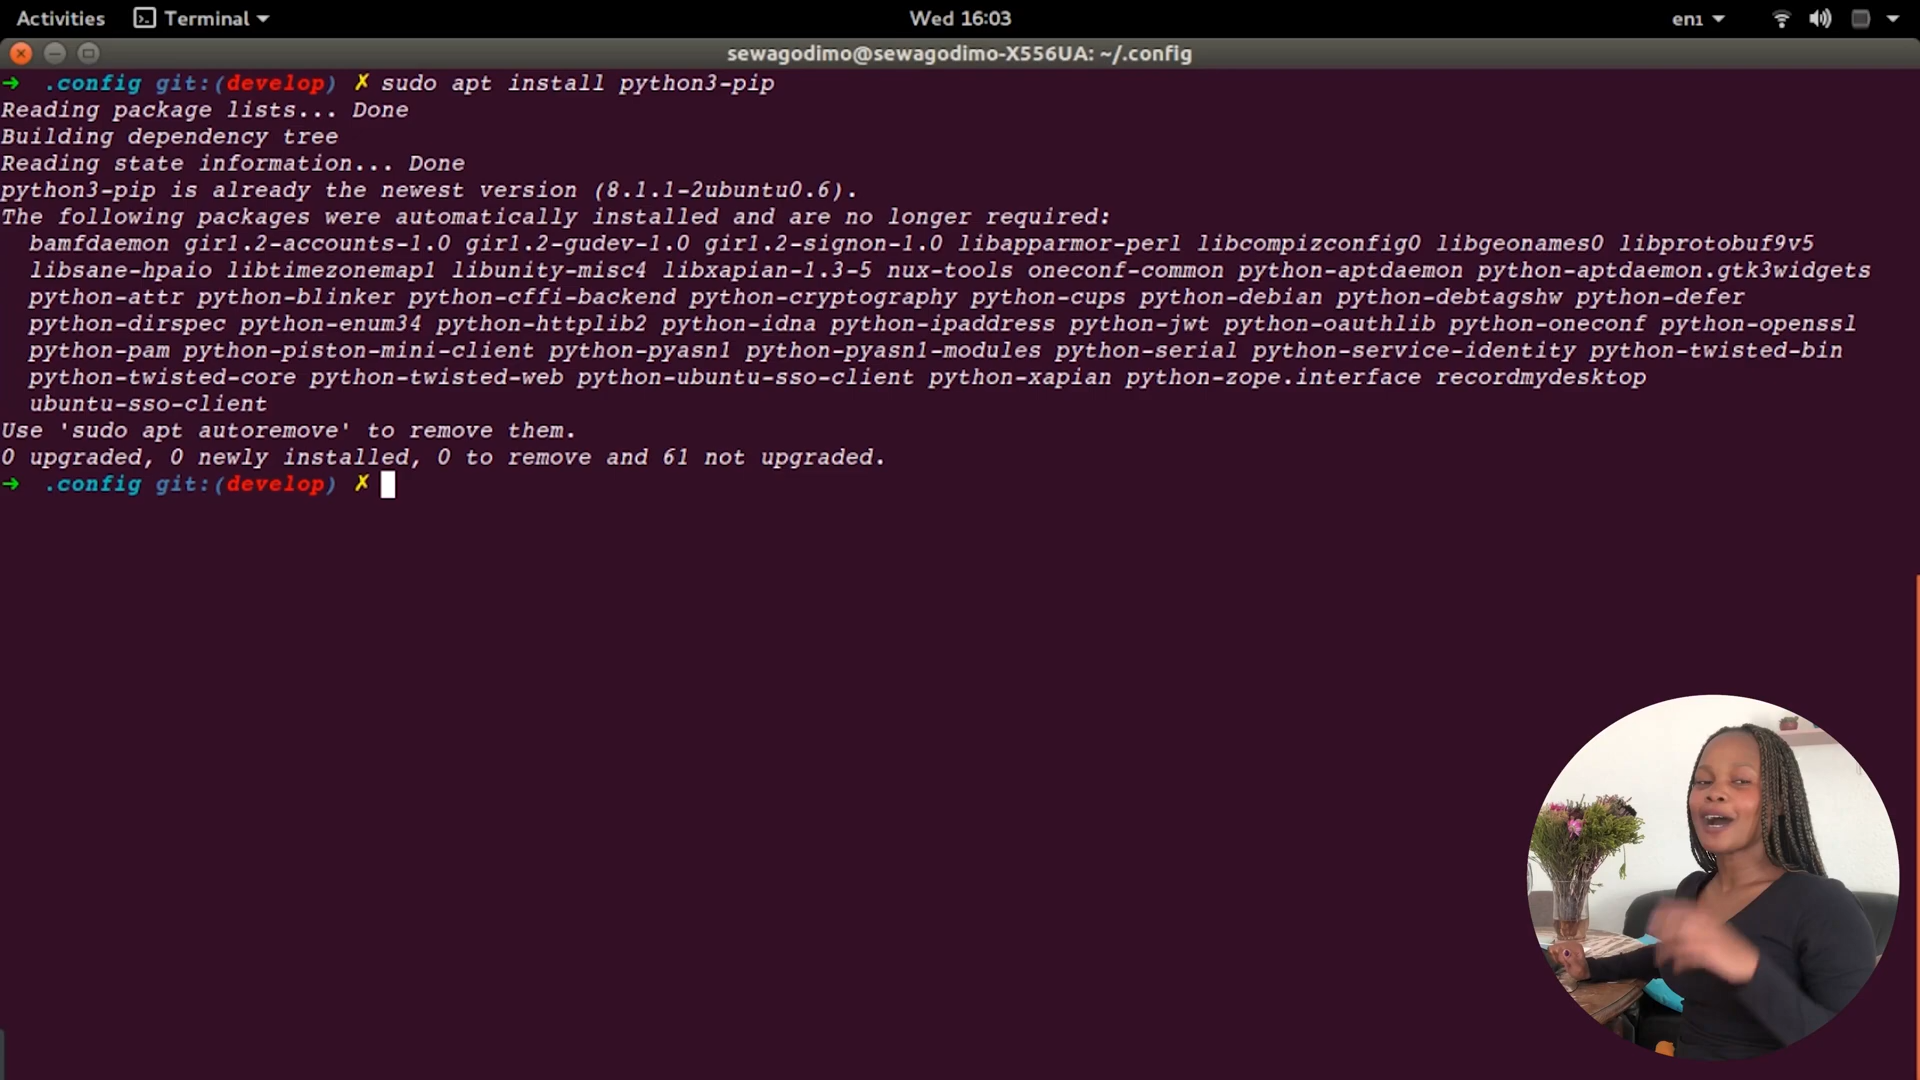 Activities Terminal Wed 16:03 en1
sewagodimo@sewagodimo-X556UA: ~/.config
➜ .config git:(develop) ✗ sudo apt install python3-pip
Reading package lists... Done
Building dependency tree
Reading state information... Done
python3-pip is already the newest version (8.1.1-2ubuntu0.6).
The following packages were automatically installed and are no longer required:
bamfdaemon gir1.2-accounts-1.0 gir1.2-gudev-1.0 gir1.2-signon-1.0 libapparmor-perl libcompizconfig0 libgeonames0 libprotobuf9v5
libsane-hpaio libtimezonemap1 libunity-misc4 libxapian-1.3-5 nux-tools oneconf-common python-aptdaemon python-aptdaemon.gtk3widgets
python-attr python-blinker python-cffi-backend python-cryptography python-cups python-debian python-debtagshw python-defer
python-dirspec python-enum34 python-httplib2 python-idna python-ipaddress python-jwt python-oauthlib python-oneconf python-openssl
python-pam python-piston-mini-client python-pyasn1 python-pyasn1-modules python-serial python-service-identity python-twisted-bin
python-twisted-core python-twisted-web python-ubuntu-sso-client python-xapian python-zope.interface recordmydesktop
ubuntu-sso-client
Use 'sudo apt autoremove' to remove them.
0 upgraded, 0 newly installed, 0 to remove and 61 not upgraded.
➜ .config git:(develop) ✗